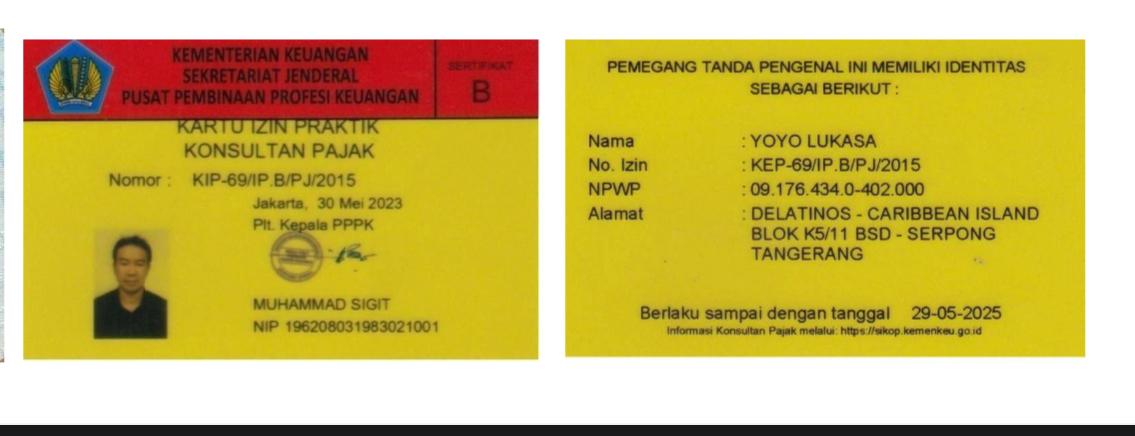 KEMENTERIAN KEUANGAN
SEKRETARIAT JENDERAL
PUSAT PEMBINAAN PROFESI KEUANGAN
SERTIFIKAT
B
KARTU IZIN PRAKTIK
KONSULTAN PAJAK
Nomor : KIP-69/IP.B/PJ/2015
Jakarta, 30 Mei 2023
Plt. Kepala PPPK
MUHAMMAD SIGIT
NIP 196208031983021001
PEMEGANG TANDA PENGENAL INI MEMILIKI IDENTITAS
SEBAGAI BERIKUT :
Nama : YOYO LUKASA
No. Izin : KEP-69/IP.B/PJ/2015
NPWP : 09.176.434.0-402.000
Alamat : DELATINOS - CARIBBEAN ISLAND
BLOK K5/11 BSD - SERPONG
TANGERANG
Berlaku sampai dengan tanggal 29-05-2025
Informasi Konsultan Pajak melalui: https://sikop.kemenkeu.go.id